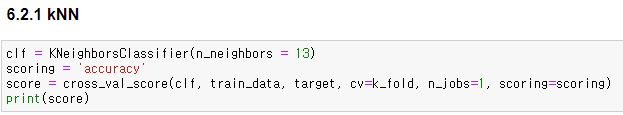 6.2.1 kNN
clf = KNeighborsClassifier(n_neighbors = 13)
scoring = 'accuracy'
score = cross_val_score(clf, train_data, target, cv=k_fold, n_jobs=1, scoring=scoring)
print(score)